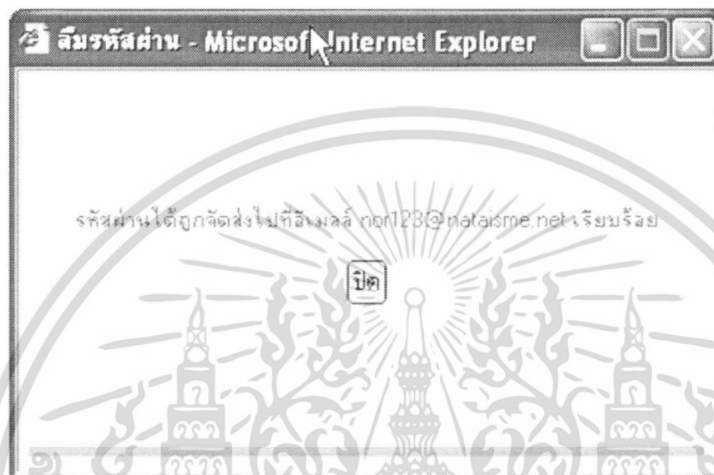 ลืมรหัสผ่าน - Microsoft Internet Explorer
รหัสผ่านได้ถูกจัดส่งไปที่อีเมลล์ nor123@nataisme.net เรียบร้อย
ปิด